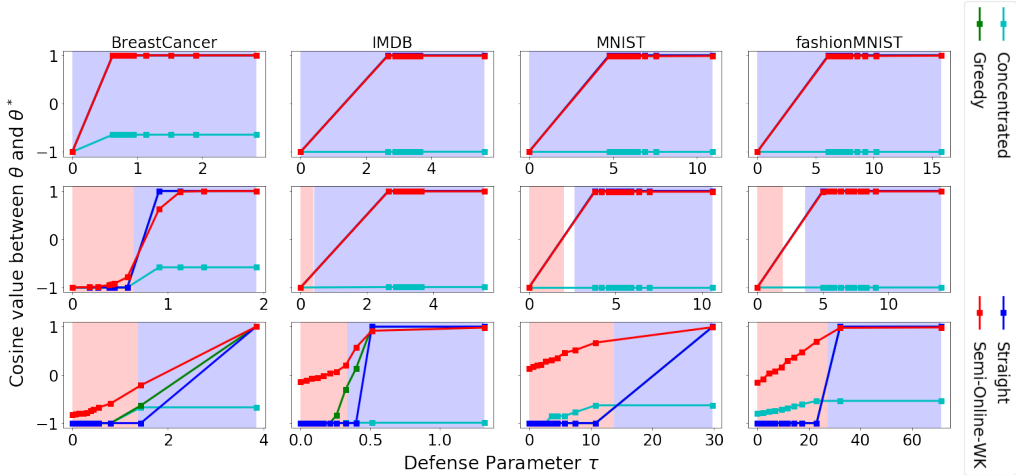 BreastCancer
IMDB
MNIST
fashionMNIST
Cosine value between θ and θ*
1
0
−1
0 1 2
0 2 4
0 5 10
0 5 10 15
1
0
−1
0 1 2
0 2 4
0 5 10
0 5 10
1
0
−1
0 2 4
0.0 0.5 1.0
0 10 20 30
0 20 40 60
Defense Parameter τ
Concentrated
Greedy
Straight
Semi-Online-WK